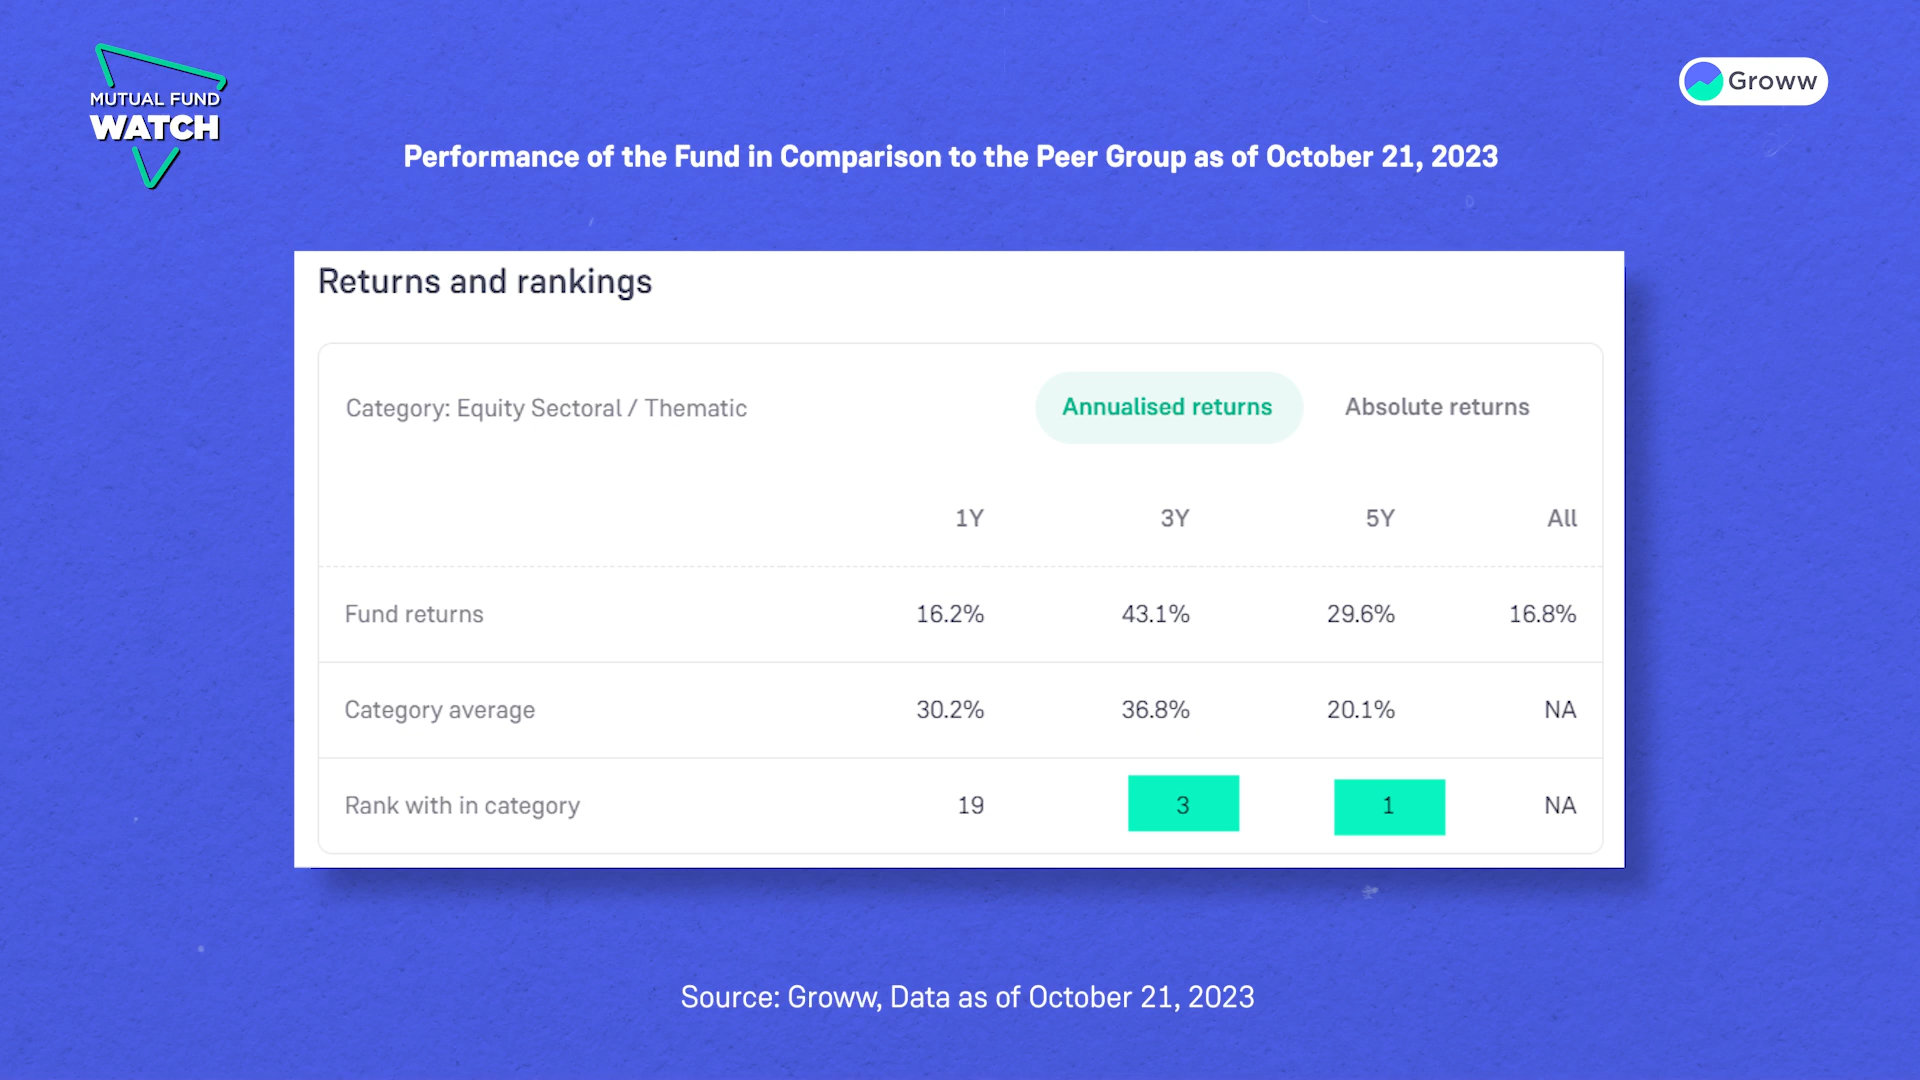 MUTUAL FUND
WATCH
Groww
Performance of the Fund in Comparison to the Peer Group as of October 21, 2023
Returns and rankings
Category: Equity Sectoral / Thematic
Annualised returns
Absolute returns
1Y 3Y 5Y All
Fund returns 16.2% 43.1% 29.6% 16.8%
Category average 30.2% 36.8% 20.1% NA
Rank with in category 19 3 1 NA
Source: Groww, Data as of October 21, 2023